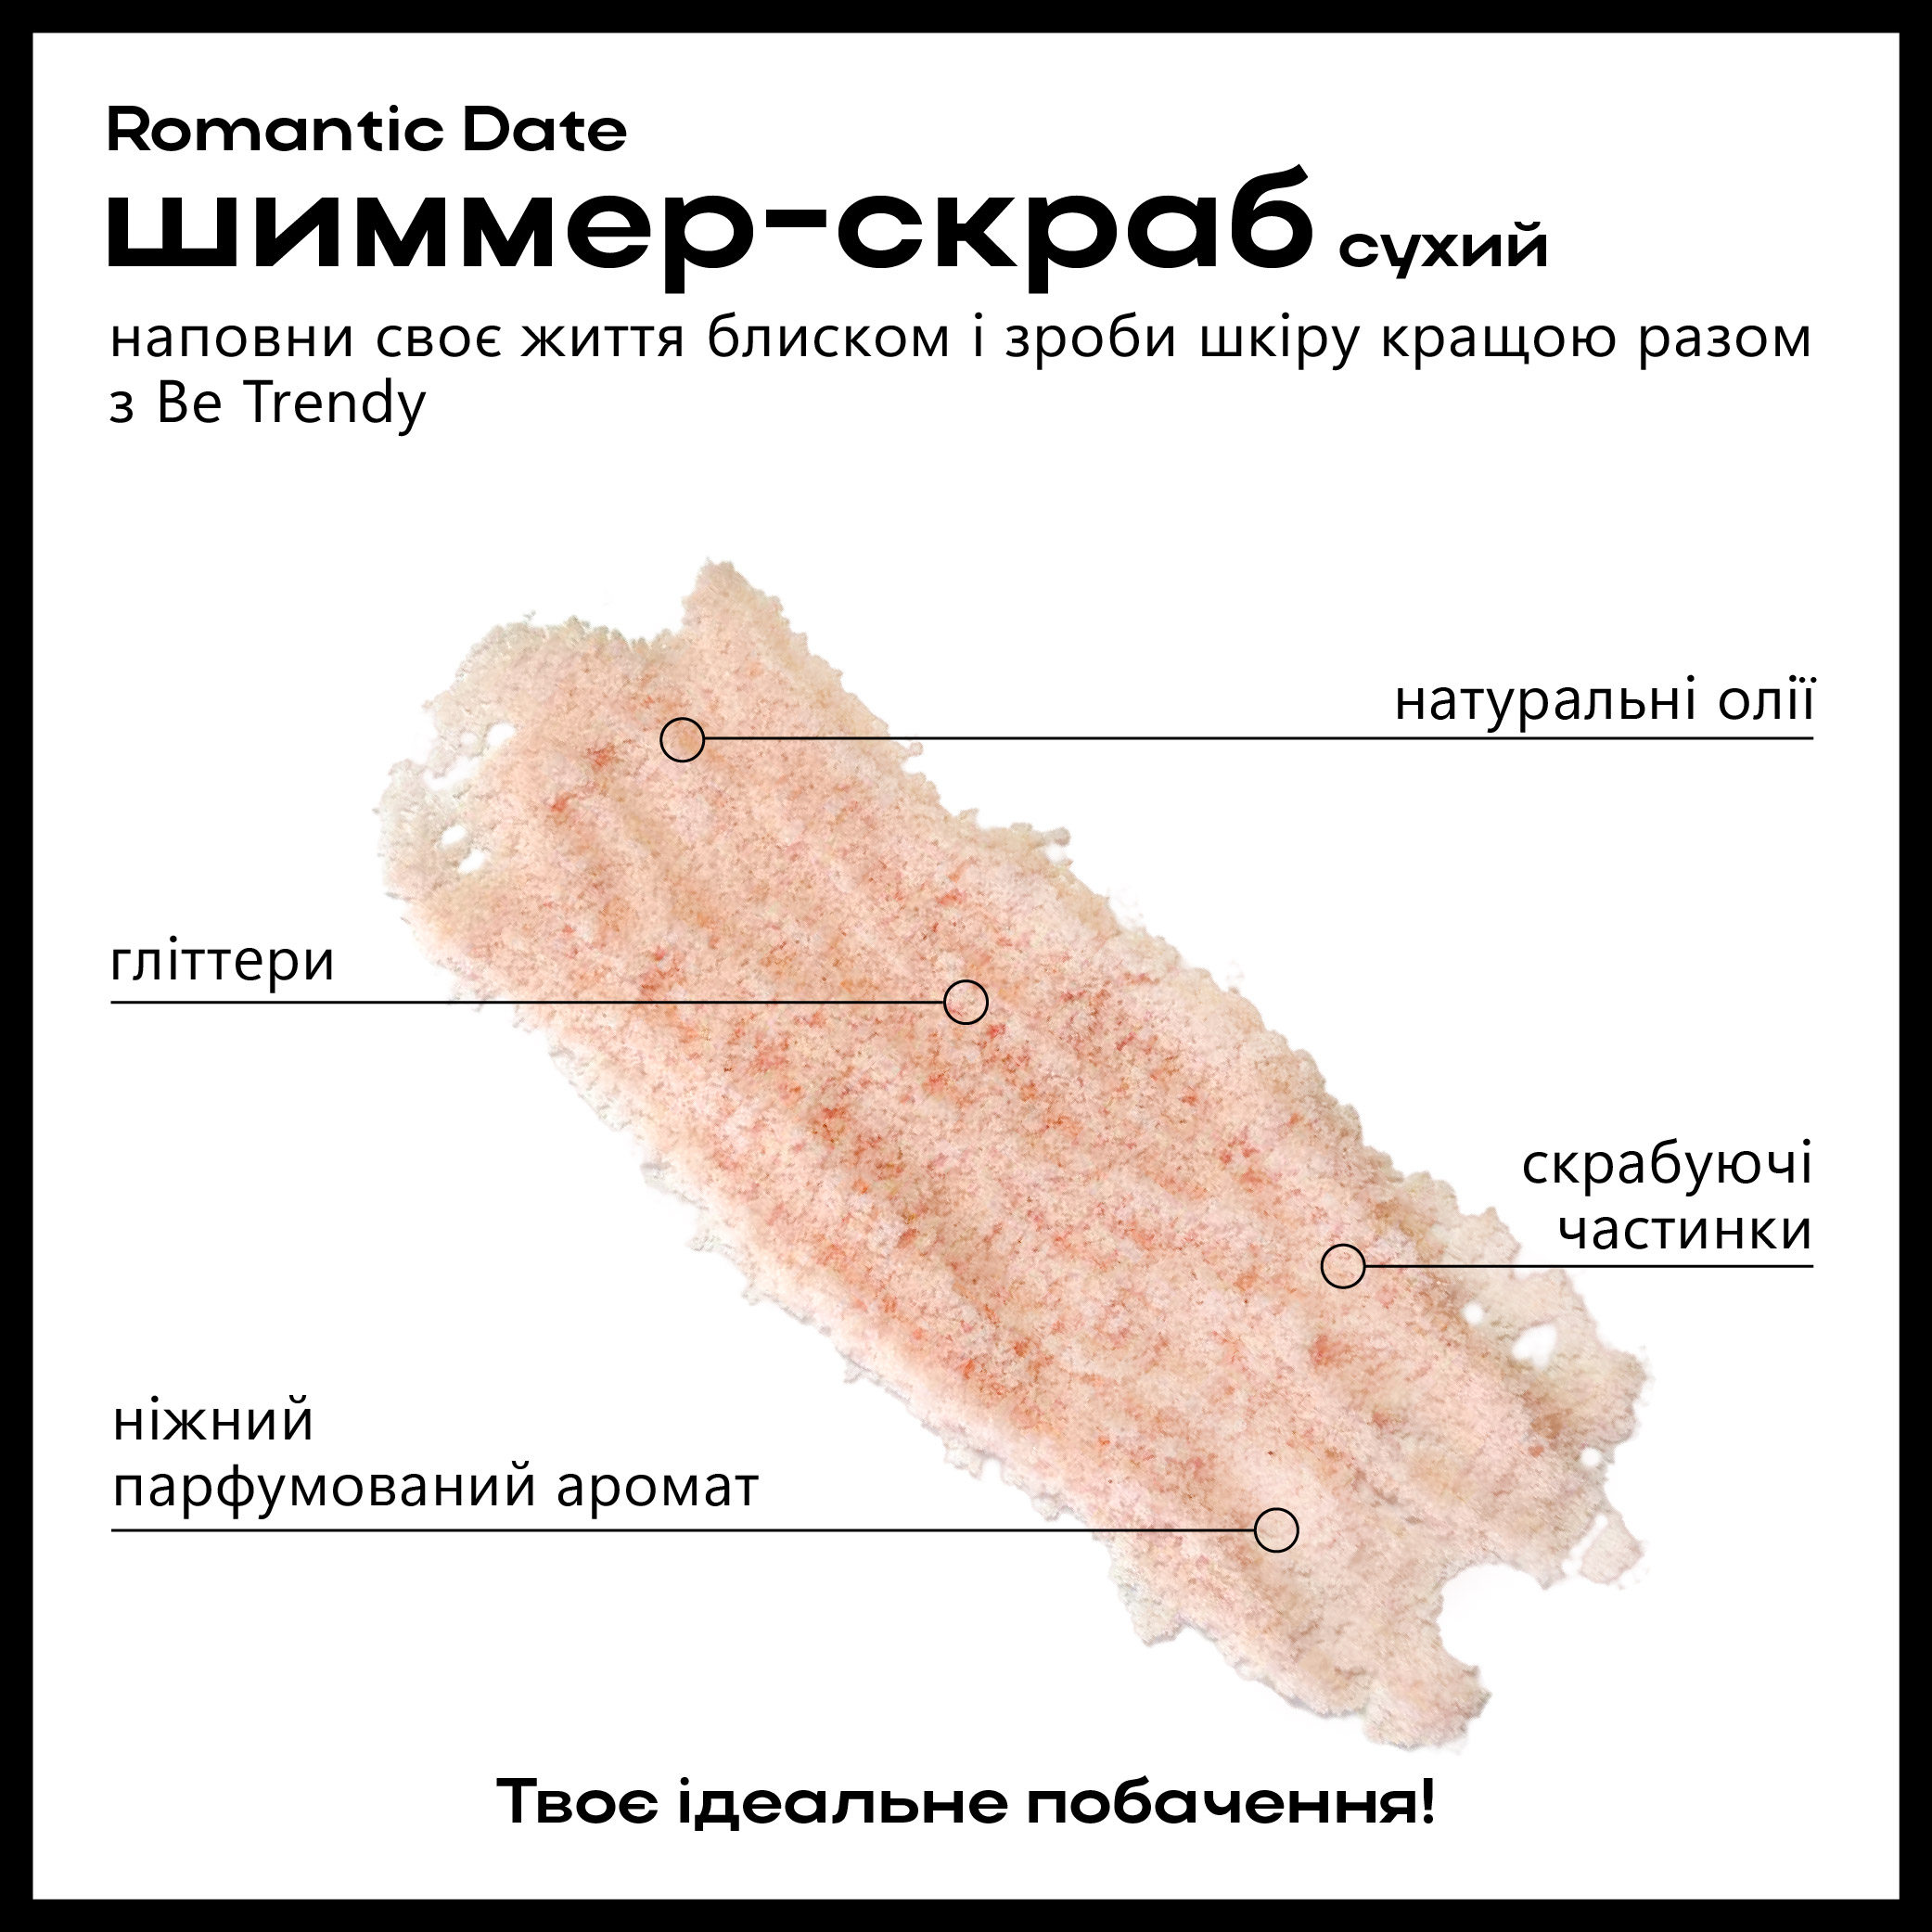 Romantic Date
шиммер-скраб сухий
наповни своє життя блиском і зроби шкіру кращою разом
з Be Trendy
натуральні олії
гліттери
скрабуючі
частинки
ніжний
парфумований аромат
Твоє ідеальне побачення!